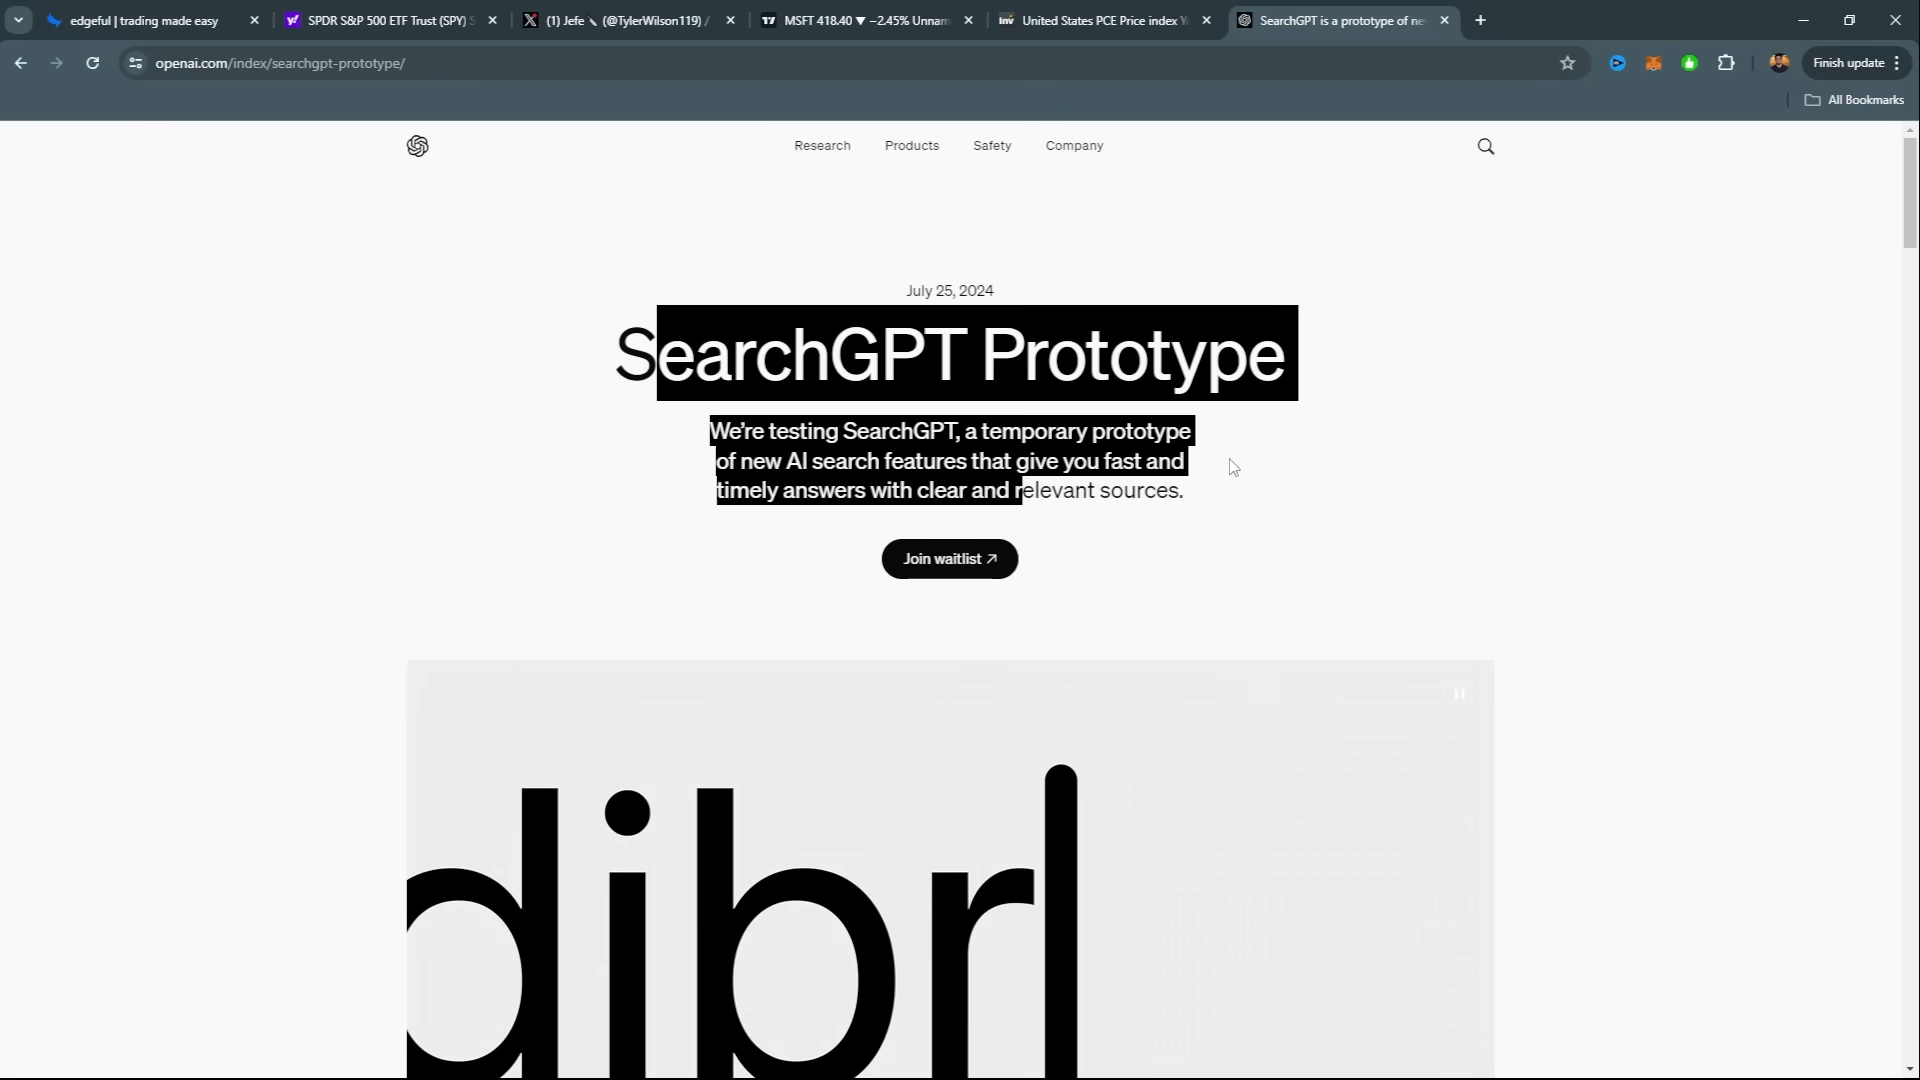 edgeful | trading made easy
SPDR S&P 500 ETF Trust (SPY) S
(1) Jefe (@TylerWilson119) /
MSFT 418.40 ▼ −2.45% Unnam
United States PCE Price index Y
SearchGPT is a prototype of ne
openai.com/index/searchgpt-prototype/
Finish update
All Bookmarks
Research
Products
Safety
Company
July 25, 2024
SearchGPT Prototype
We’re testing SearchGPT, a temporary prototype
of new AI search features that give you fast and
timely answers with clear and relevant sources.
Join waitlist ↗
dibr